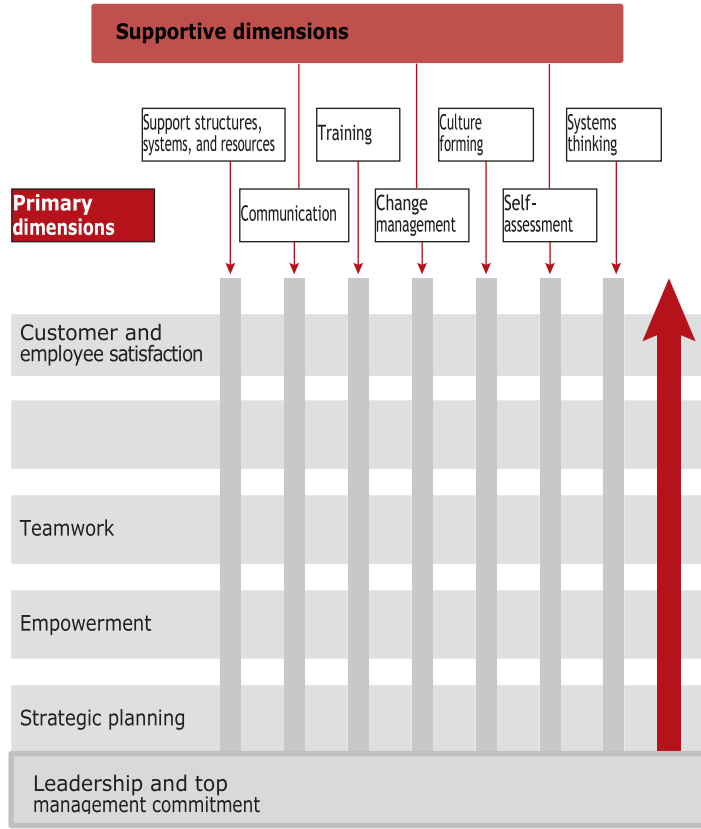 Supportive dimensions
Support structures,
systems, and resources
Training
Culture
forming
Systems
thinking
Primary
dimensions
Communication
Change
management
Self-
assessment
Customer and
employee satisfaction
Teamwork
Empowerment
Strategic planning
Leadership and top
management commitment